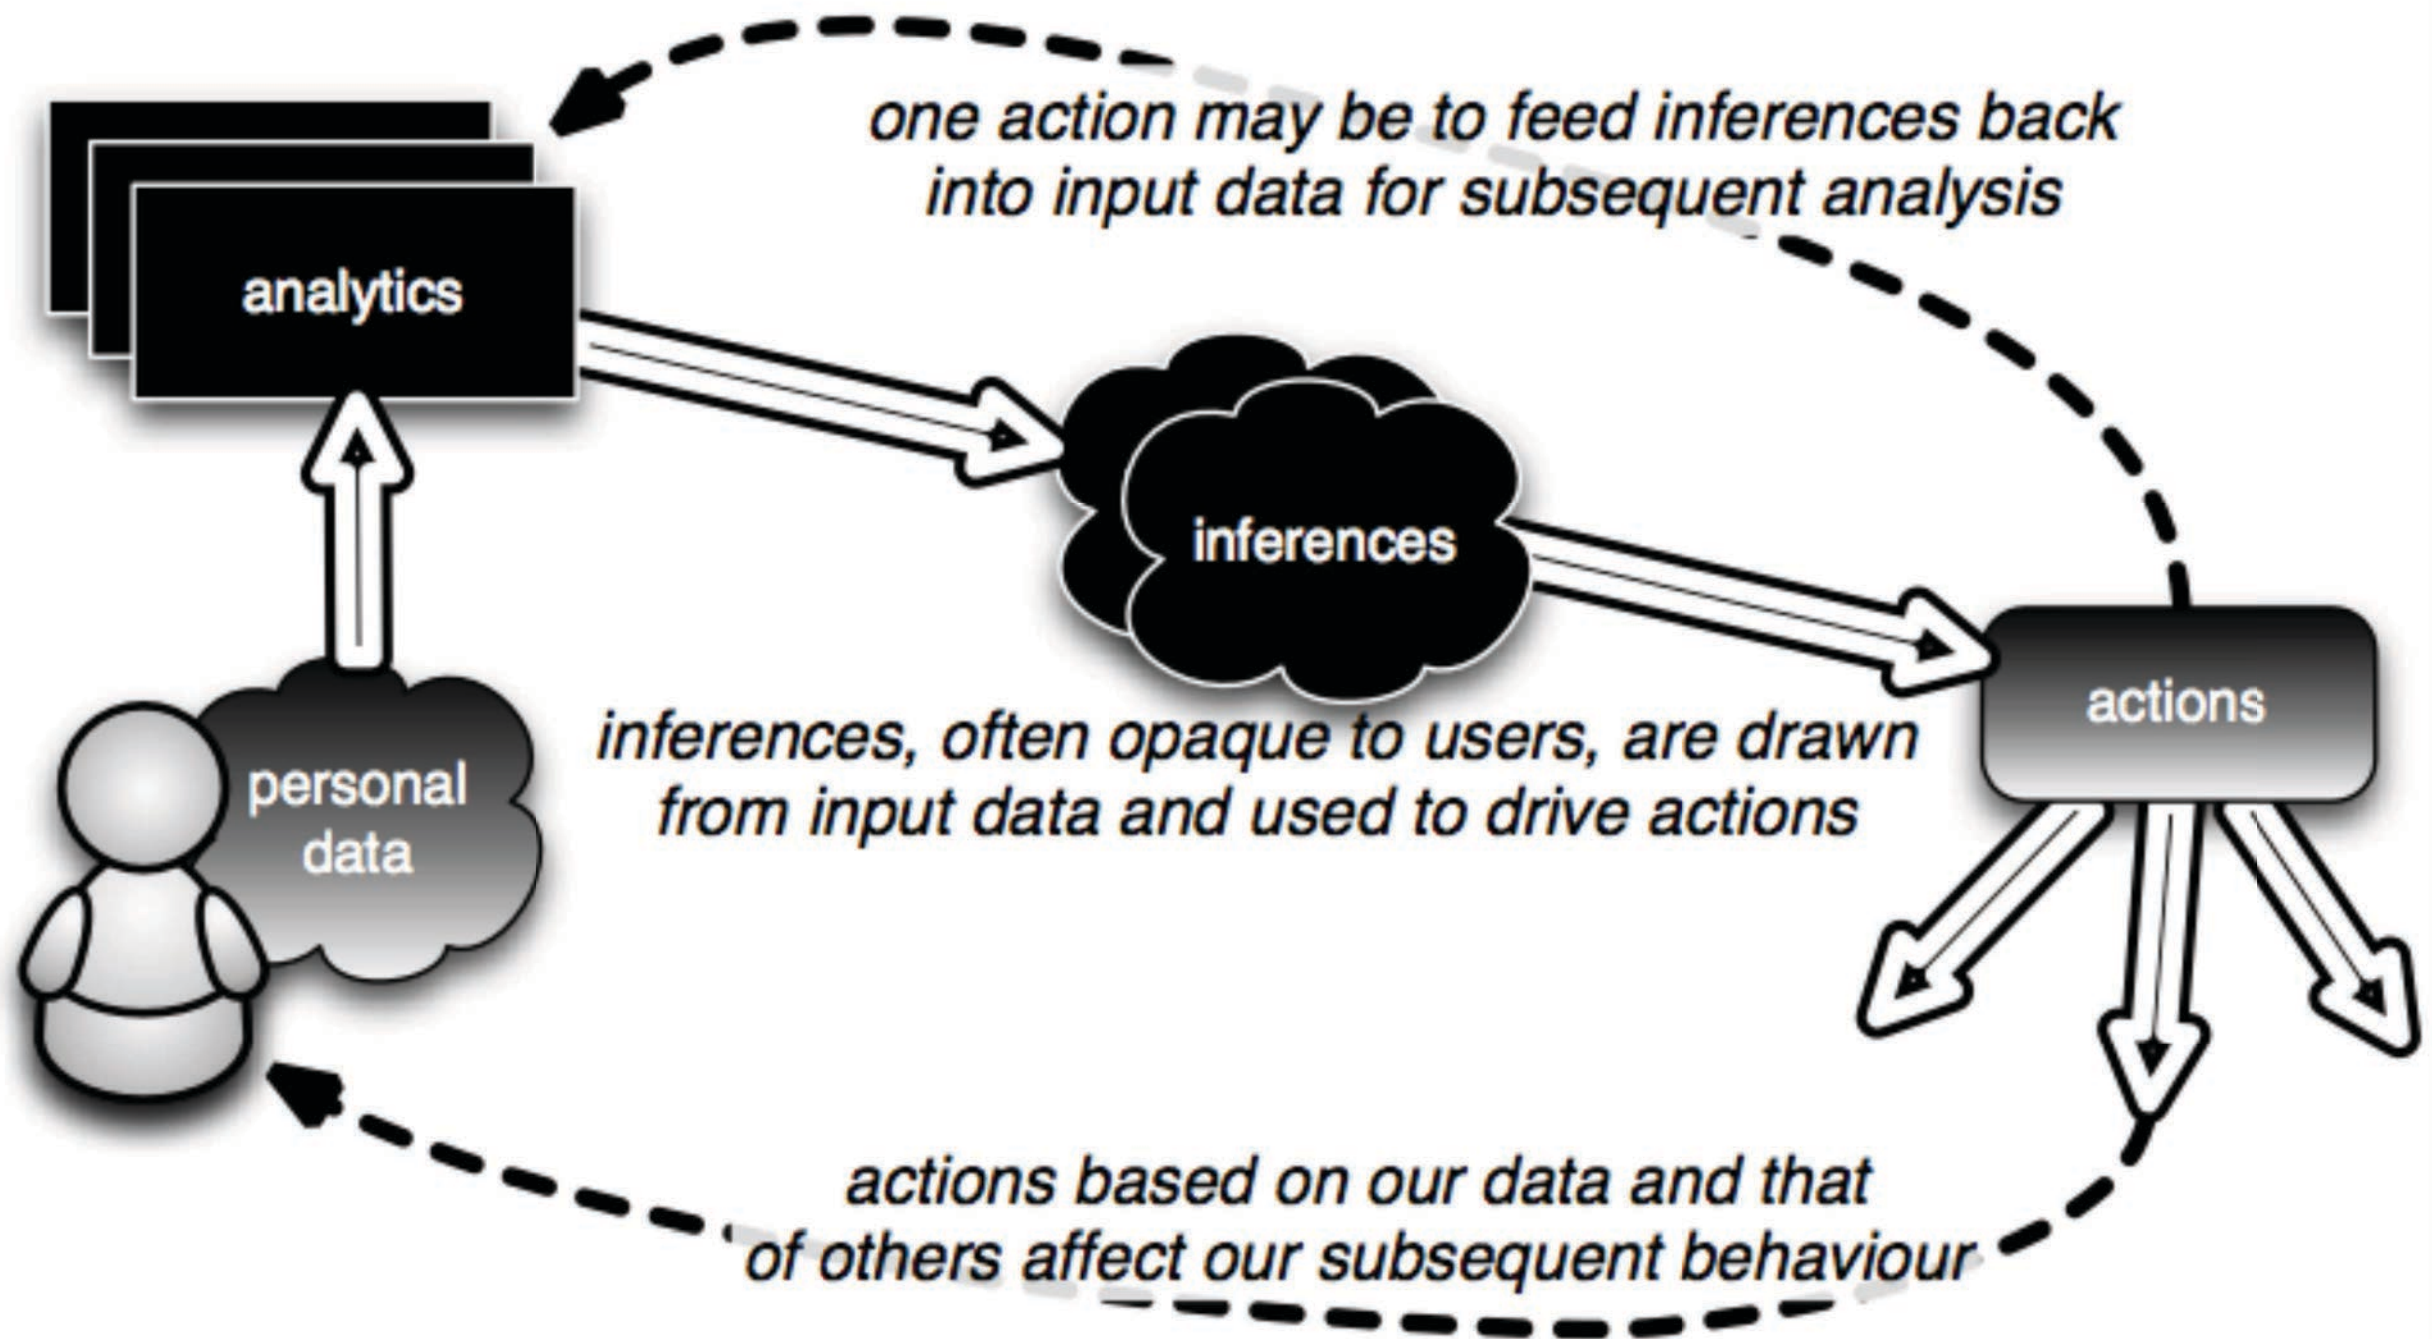 one action may be to feed inferences back
into input data for subsequent analysis
analytics
inferences
actions
inferences, often opaque to users, are drawn
from input data and used to drive actions
personal
data
actions based on our data and that
of others affect our subsequent behaviour